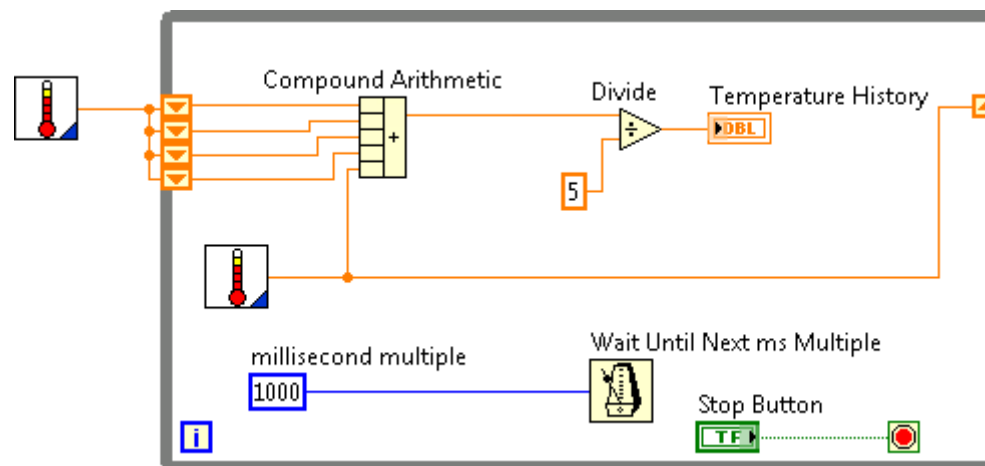 Compound Arithmetic
Divide
Temperature History
+
÷
DBL
5
millisecond multiple
Wait Until Next ms Multiple
1000
Stop Button
i
TF